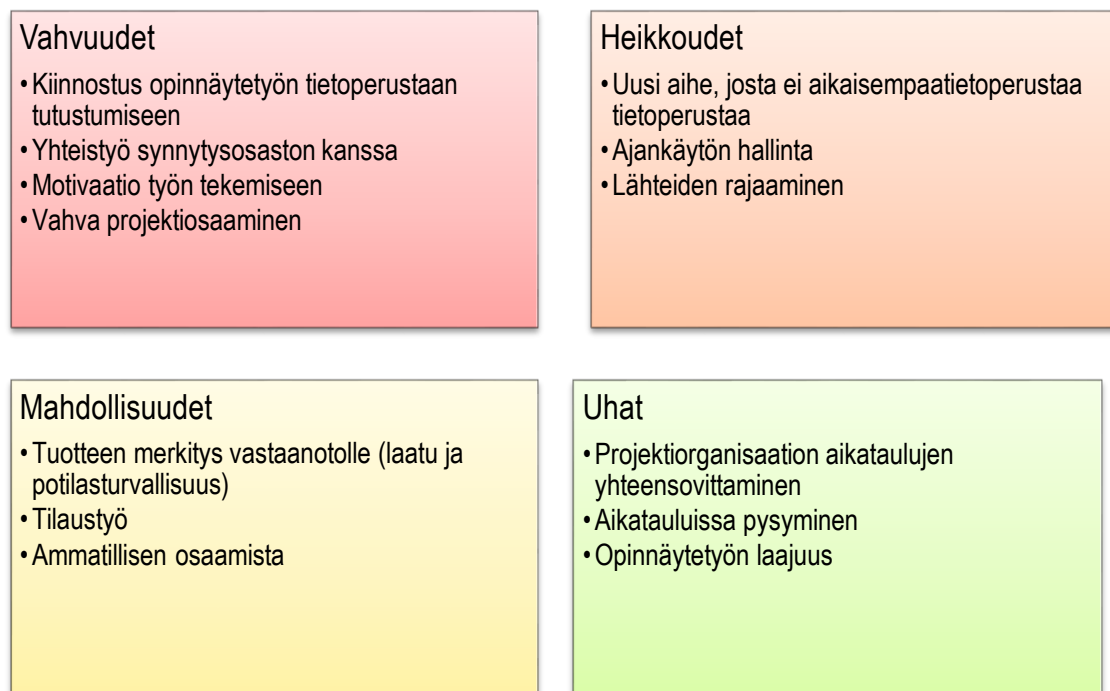 Vahvuudet
• Kiinnostus opinnäytetyön tietoperustaan
tutustumiseen
• Yhteistyö synnytysosaston kanssa
• Motivaatio työn tekemiseen
• Vahva projektiosaaminen
Heikkoudet
• Uusi aihe, josta ei aikaisempaatietoperustaa
tietoperustaa
• Ajankäytön hallinta
• Lähteiden rajaaminen
Mahdollisuudet
• Tuotteen merkitys vastaanotolle (laatu ja
potilasturvallisuus)
• Tilaustyö
• Ammatillisen osaamista
Uhat
• Projektiorganisaation aikataulujen
yhteensovittaminen
• Aikatauluissa pysyminen
• Opinnäytetyön laajuus